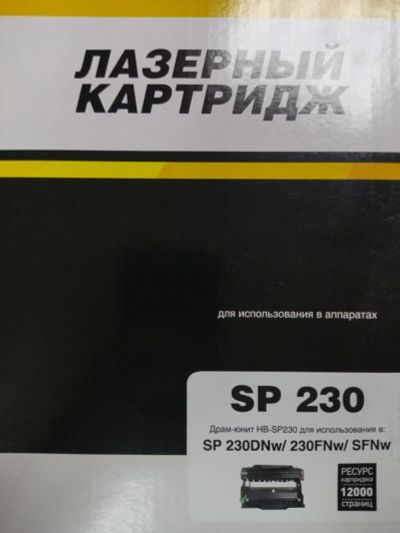 ЛАЗЕРНЫЙ
КАРТРИДЖ
для использования в аппаратах
SP 230
Драм-юнит HB-SP230 для использования в:
SP 230DNw/ 230FNw/ SFNw
РЕСУРС
картриджа
12000
страниц